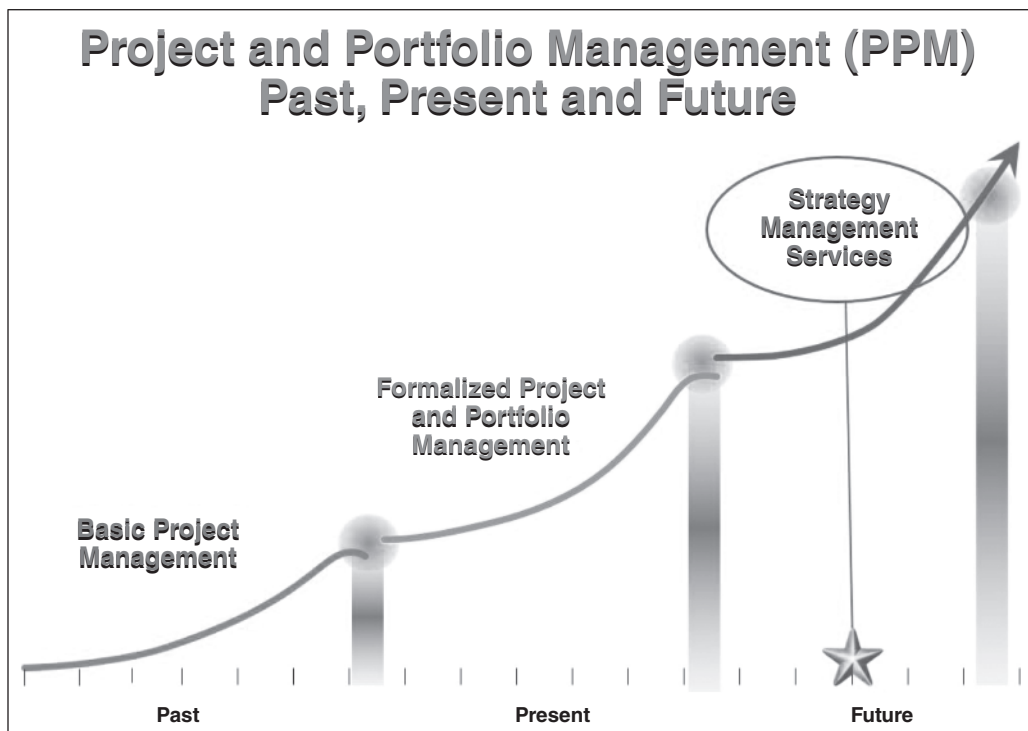 Project and Portfolio Management (PPM)
Past, Present and Future
Strategy
Management
Services
Formalized Project
and Portfolio
Management
Basic Project
Management
Past
Present
Future